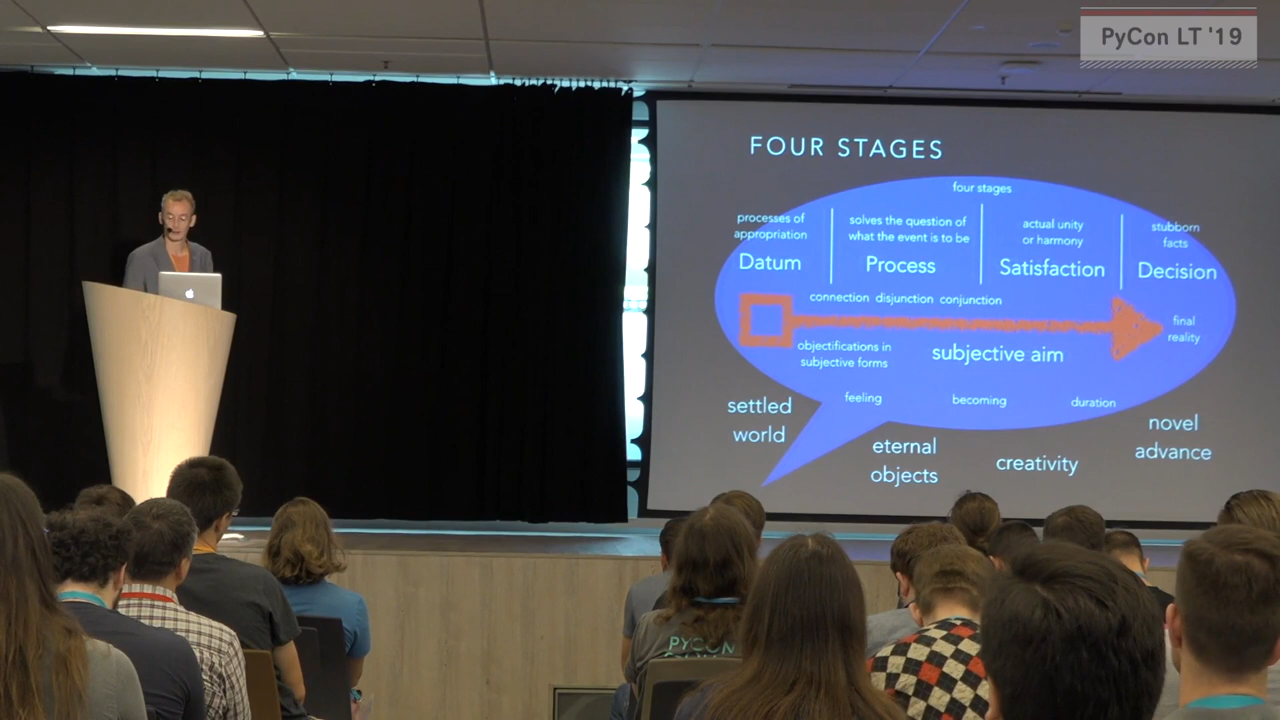 PyCon LT '19
FOUR STAGES
four stages
processes of
appropriation
Datum
solves the question of
what the event is to be
Process
actual unity
or harmony
Satisfaction
stubborn
facts
Decision
connection disjunction conjunction
final
reality
objectifications in
subjective forms
subjective aim
feeling
becoming
duration
settled
world
eternal
objects
creativity
novel
advance
PYCON